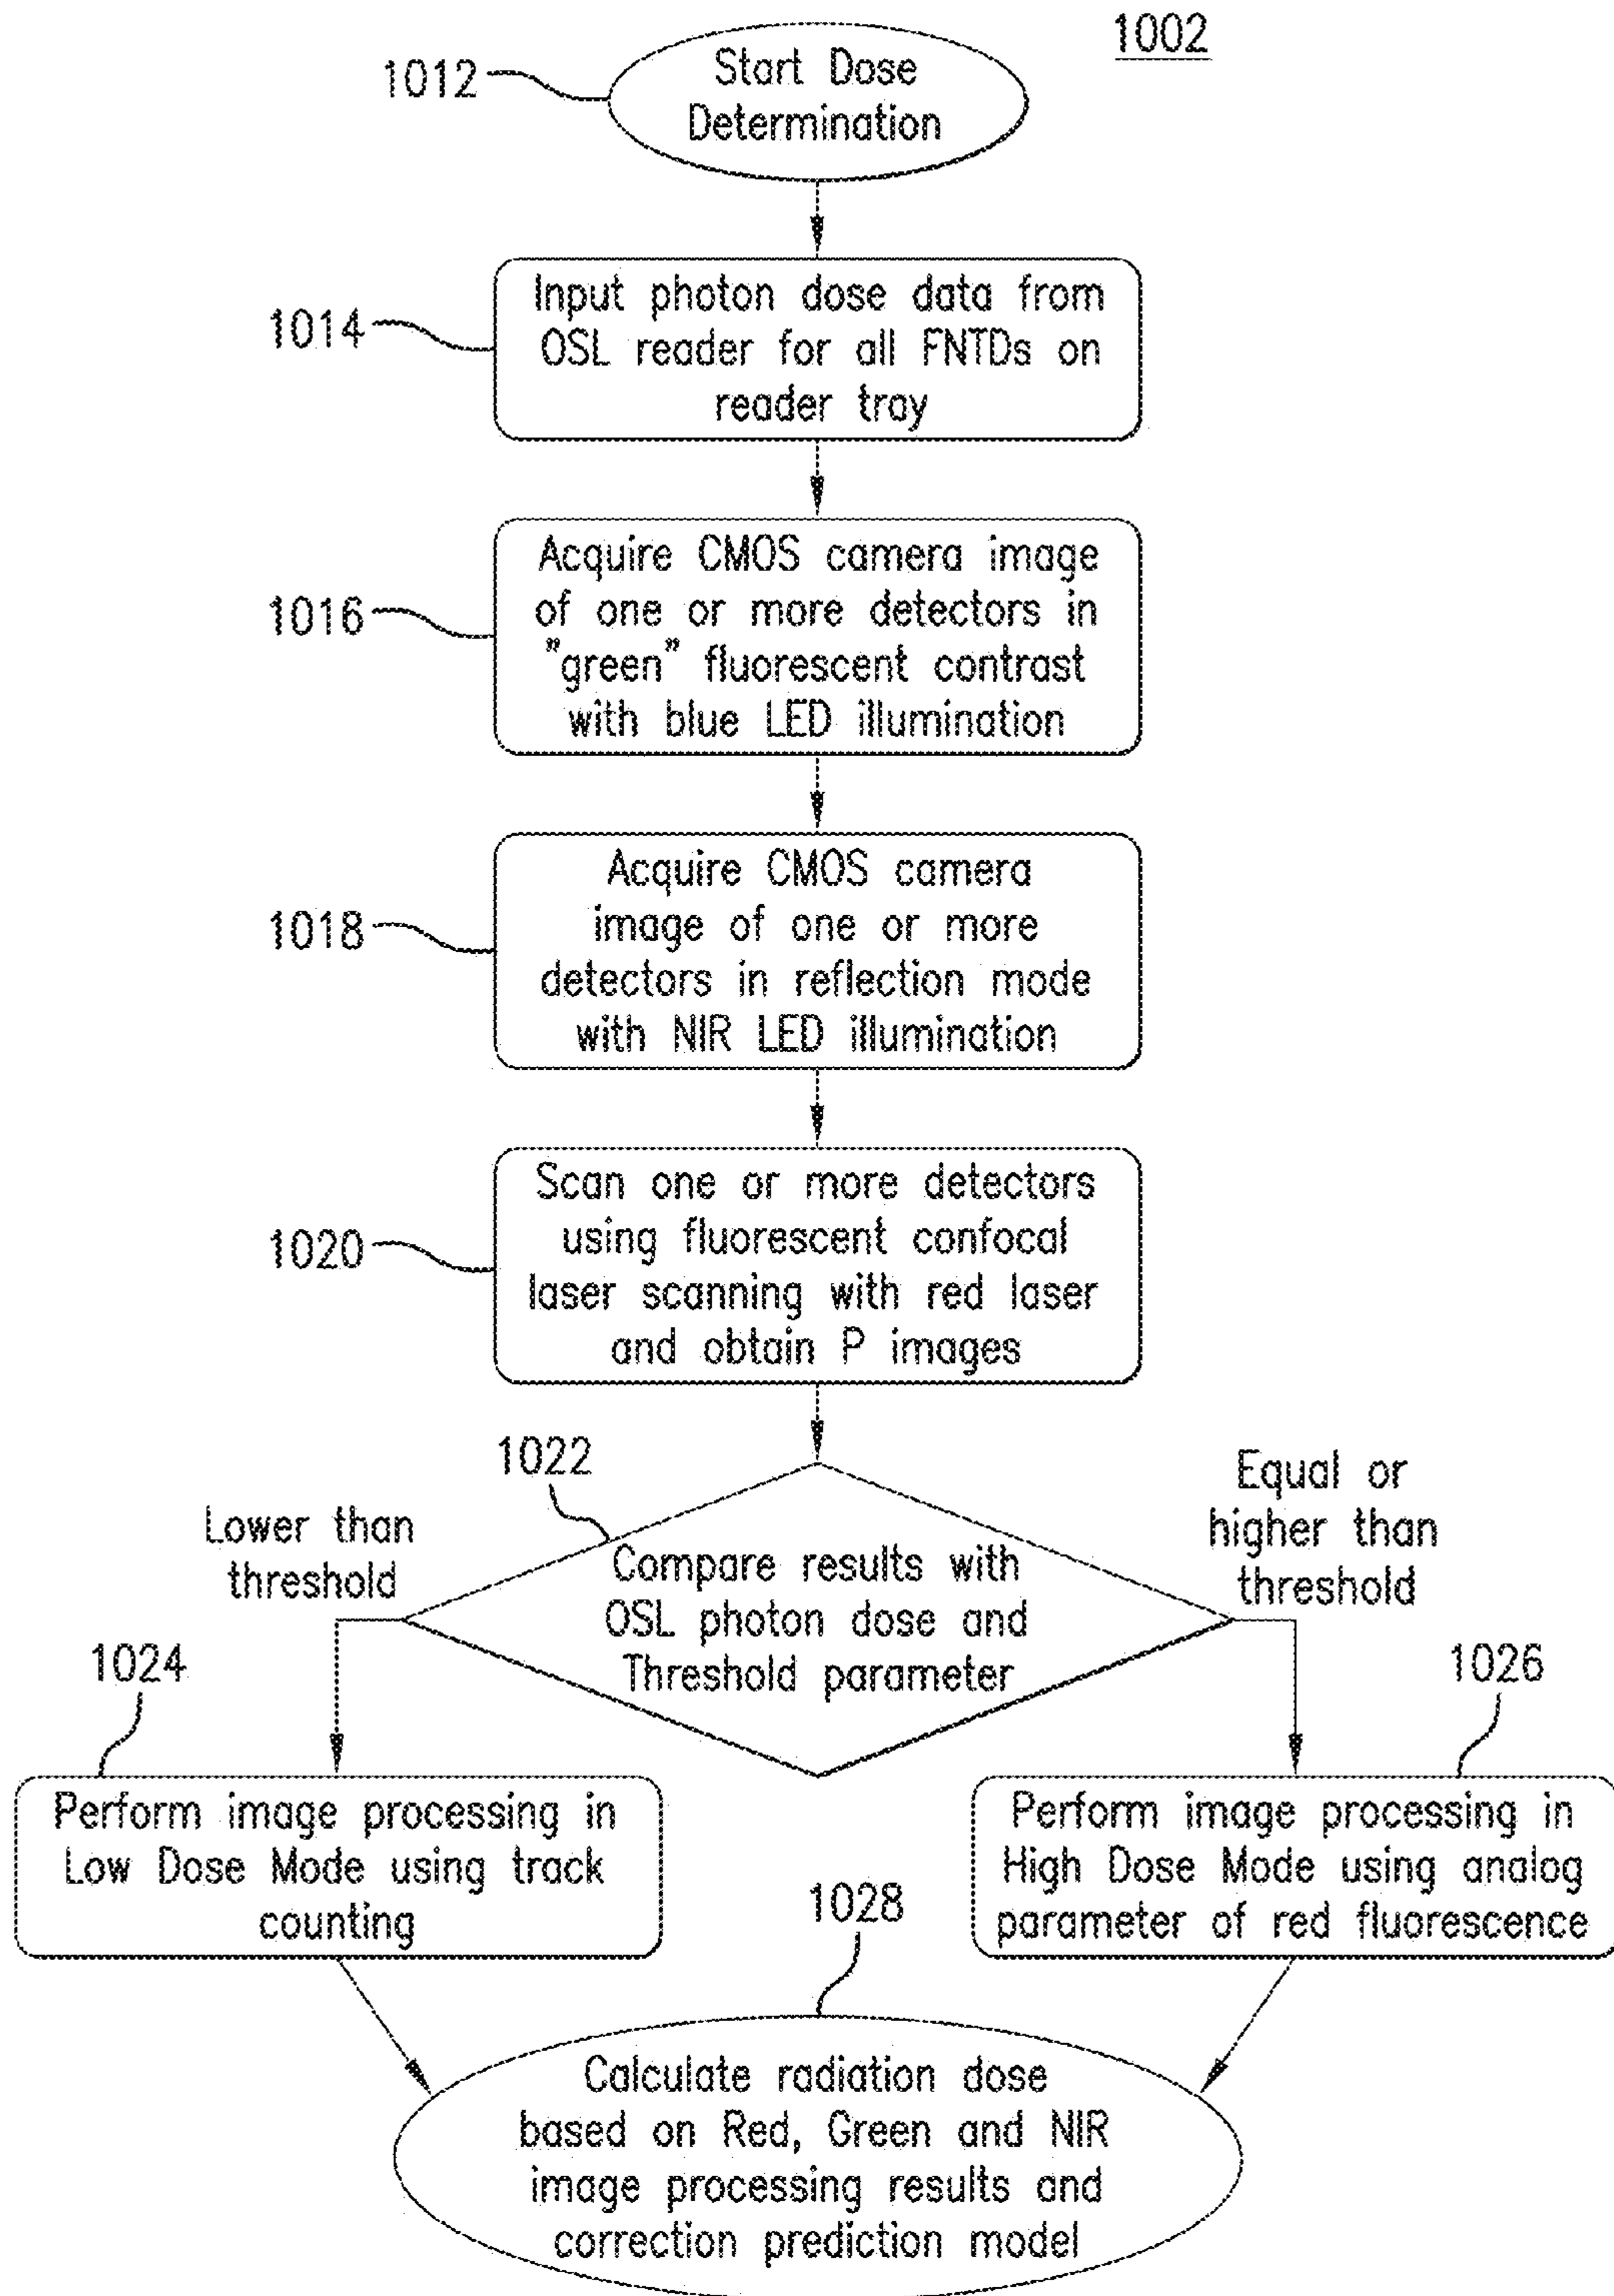 1002
1012
Start Dose
Determination
1014
Input photon dose data from
OSL reader for all FNTDs on
reader tray
1016
Acquire CMOS camera image
of one or more detectors in
"green" fluorescent contrast
with blue LED illumination
1018
Acquire CMOS camera
image of one or more
detectors in reflection mode
with NIR LED illumination
1020
Scan one or more detectors
using fluorescent confocal
laser scanning with red laser
and obtain P images
1022
Compare results with
OSL photon dose and
Threshold parameter
Lower than
threshold
Equal or
higher than
threshold
1024
Perform image processing in
Low Dose Mode using track
counting
1026
Perform image processing in
High Dose Mode using analog
parameter of red fluorescence
1028
Calculate radiation dose
based on Red, Green and NIR
image processing results and
correction prediction model